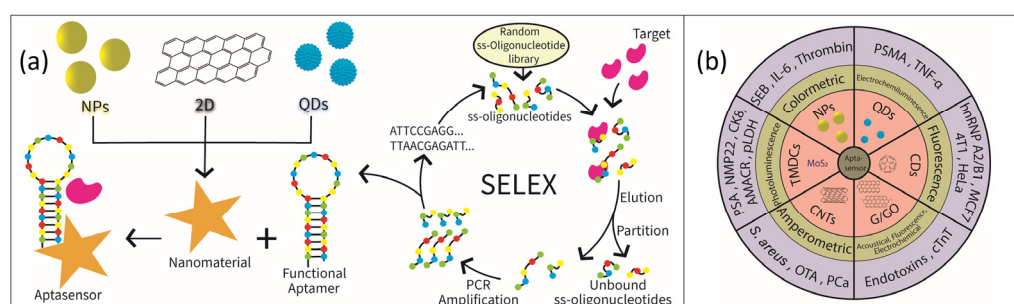 (a)
NPs
2D
QDs
Random
ss-Oligonucleotide
library
Target
ss-oligonucleotides
ATTCCGAGG...
TTAACGAGATT...
SELEX
Elution
Partition
Unbound
ss-oligonucleotides
PCR
Amplification
Functional
Aptamer
Nanomaterial
Aptasensor
(b)
SEB, IL-6, Thrombin
PSMA, TNF-α
hnRNP A2/B1, MCF7
4T1, HeLa
Endotoxins, cTnT
S. areus, OTA, PCa
PSA, NMP22, CK8,
AMACR, pLDH
Colormetric
Electrochemiluminesence
Fluorescence
Acoustical, Fluorescence,
Electrochemical
Amperometric
Photoluminescence
NPs
QDs
CDs
G/GO
CNTs
TMDCs
MoS₂
Apta-
sensor